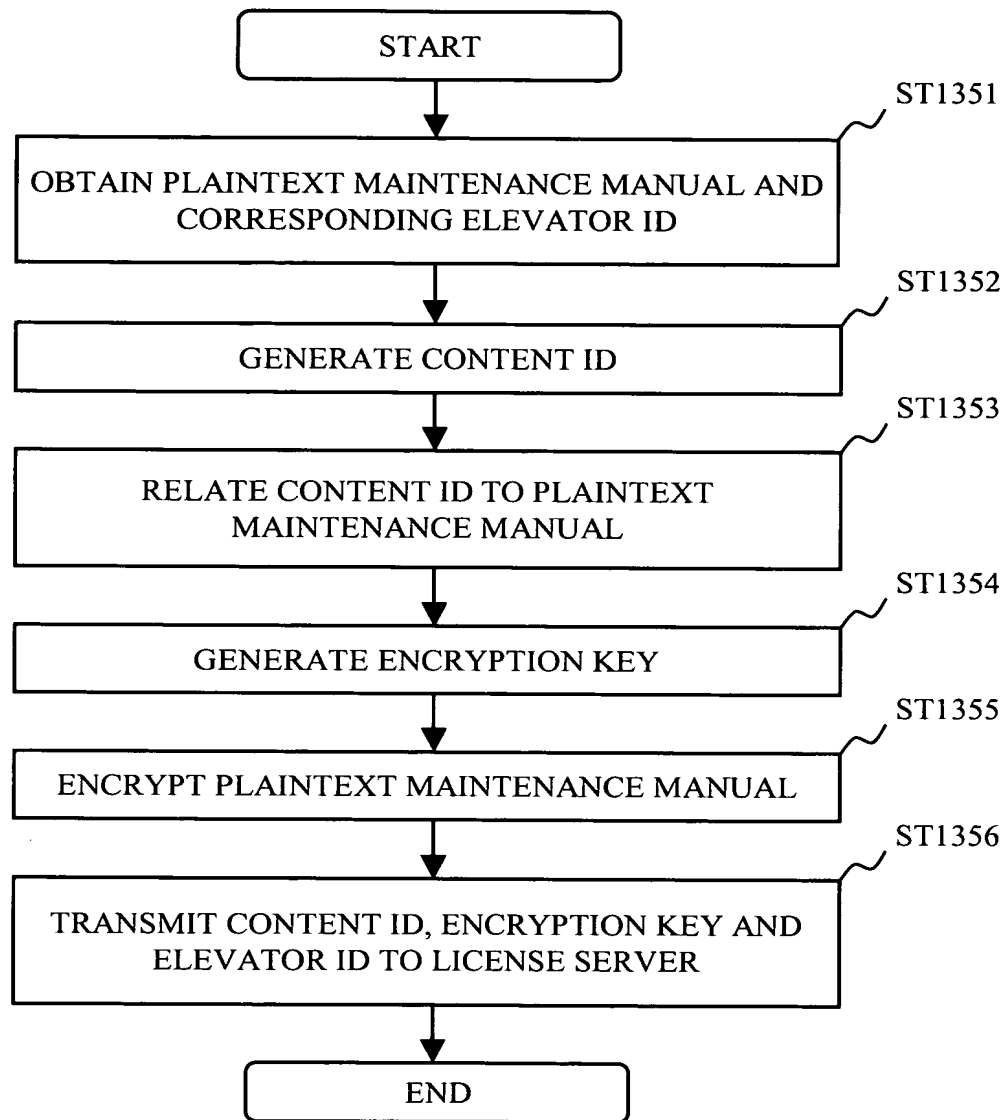 START
ST1351
OBTAIN PLAINTEXT MAINTENANCE MANUAL AND
CORRESPONDING ELEVATOR ID
ST1352
GENERATE CONTENT ID
ST1353
RELATE CONTENT ID TO PLAINTEXT
MAINTENANCE MANUAL
ST1354
GENERATE ENCRYPTION KEY
ST1355
ENCRYPT PLAINTEXT MAINTENANCE MANUAL
ST1356
TRANSMIT CONTENT ID, ENCRYPTION KEY AND
ELEVATOR ID TO LICENSE SERVER
END